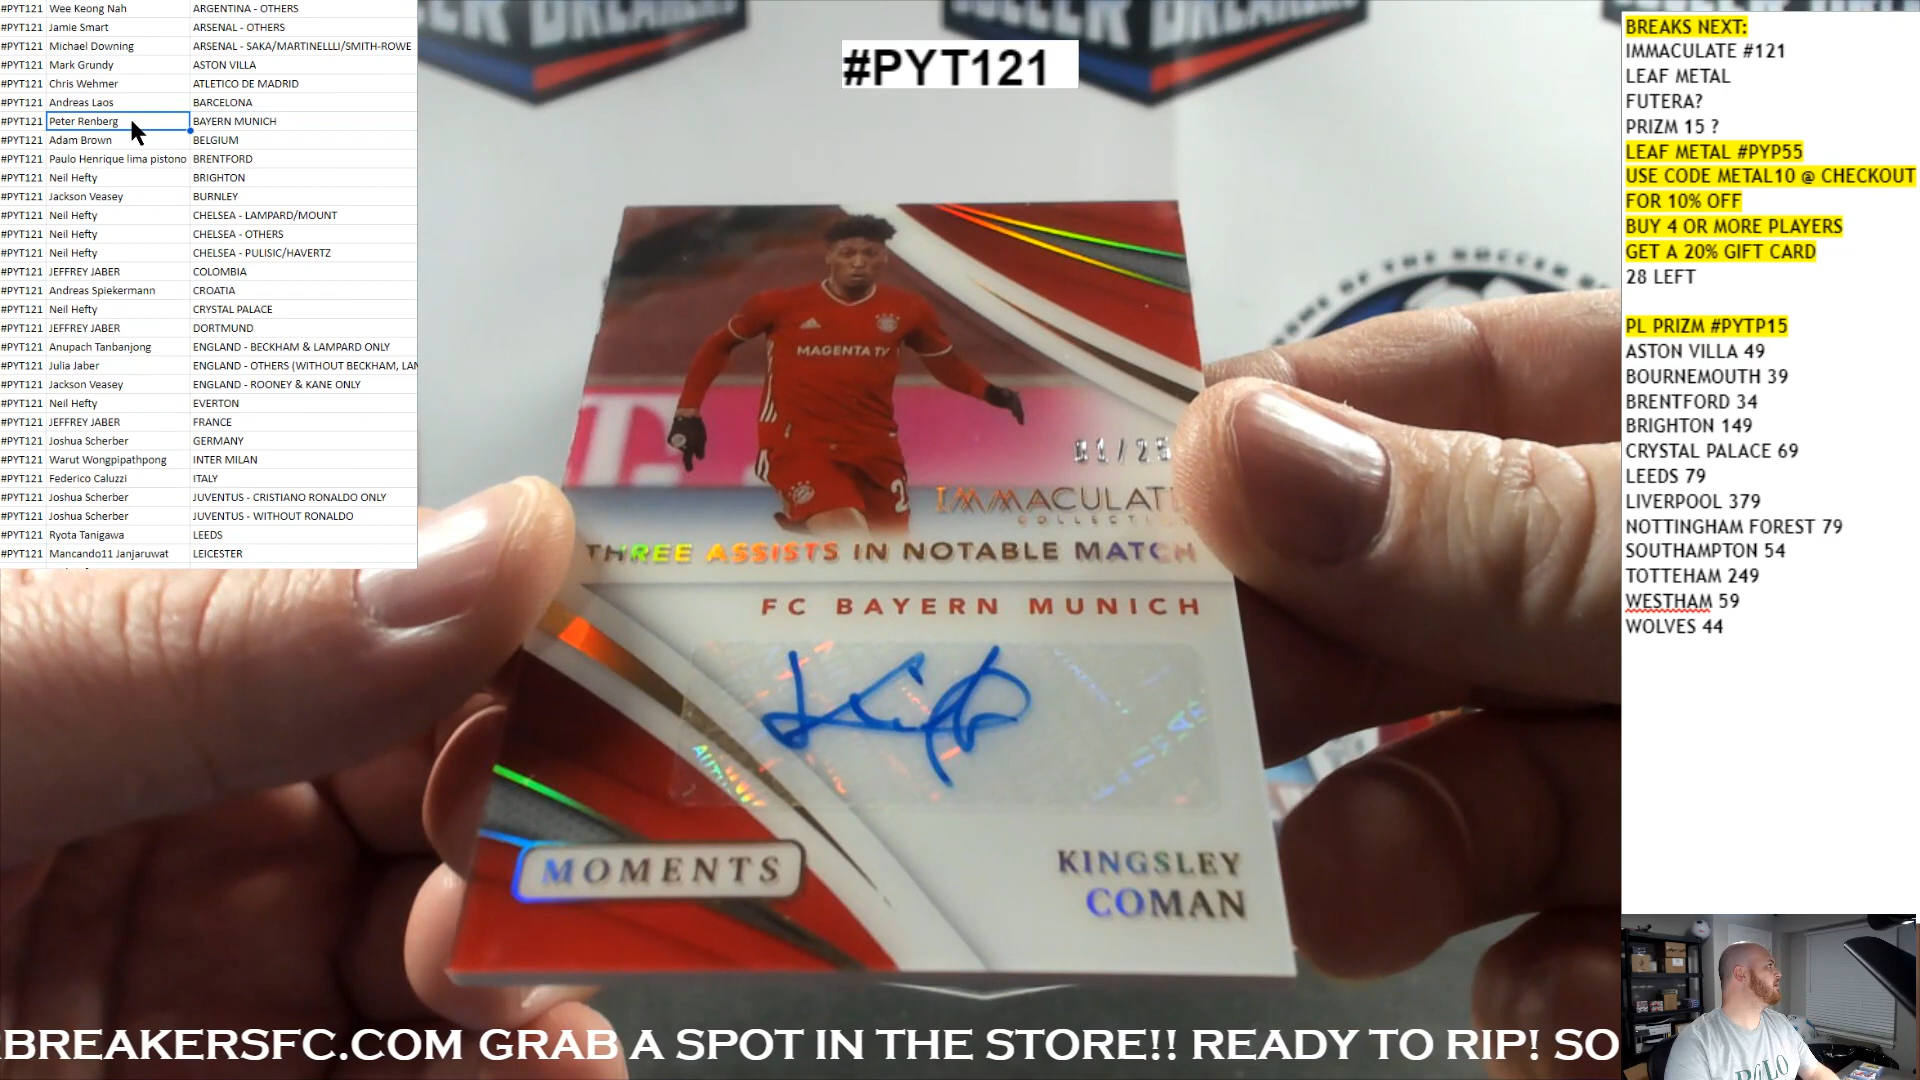 #PYT121 Wee Keong Nah ARGENTINA - OTHERS
#PYT121 Jamie Smart ARSENAL - OTHERS
#PYT121 Michael Downing ARSENAL - SAKA/MARTINELLLI/SMITH-ROWE
#PYT121 Mark Grundy ASTON VILLA
#PYT121 Chris Wehmer ATLETICO DE MADRID
#PYT121 Andreas Laos BARCELONA
#PYT121 Peter Renberg BAYERN MUNICH
#PYT121 Adam Brown BELGIUM
#PYT121 Paulo Henrique lima pistono BRENTFORD
#PYT121 Neil Hefty BRIGHTON
#PYT121 Jackson Veasey BURNLEY
#PYT121 Neil Hefty CHELSEA - LAMPARD/MOUNT
#PYT121 Neil Hefty CHELSEA - OTHERS
#PYT121 Neil Hefty CHELSEA - PULISIC/HAVERTZ
#PYT121 JEFFREY JABER COLOMBIA
#PYT121 Andreas Spiekermann CROATIA
#PYT121 Neil Hefty CRYSTAL PALACE
#PYT121 JEFFREY JABER DORTMUND
#PYT121 Anupach Tanbanjong ENGLAND - BECKHAM & LAMPARD ONLY
#PYT121 Julia Jaber ENGLAND - OTHERS (WITHOUT BECKHAM, LAM
#PYT121 Jackson Veasey ENGLAND - ROONEY & KANE ONLY
#PYT121 Neil Hefty EVERTON
#PYT121 JEFFREY JABER FRANCE
#PYT121 Joshua Scherber GERMANY
#PYT121 Warut Wongpipathpong INTER MILAN
#PYT121 Federico Caluzzi ITALY
#PYT121 Joshua Scherber JUVENTUS - CRISTIANO RONALDO ONLY
#PYT121 Joshua Scherber JUVENTUS - WITHOUT RONALDO
#PYT121 Ryota Tanigawa LEEDS
#PYT121 Mancando11 Janjaruwat LEICESTER
#PYT121
MAGENTA TV
01/25
IMMACULAT
THREE ASSISTS IN NOTABLE MATCH
FC BAYERN MUNICH
MOMENTS
KINGSLEY
COMAN
BREAKS NEXT:
IMMACULATE #121
LEAF METAL
FUTERA?
PRIZM 15 ?
LEAF METAL #PYP55
USE CODE METAL10 @ CHECKOUT
FOR 10% OFF
BUY 4 OR MORE PLAYERS
GET A 20% GIFT CARD
28 LEFT
PL PRIZM #PYTP15
ASTON VILLA 49
BOURNEMOUTH 39
BRENTFORD 34
BRIGHTON 149
CRYSTAL PALACE 69
LEEDS 79
LIVERPOOL 379
NOTTINGHAM FOREST 79
SOUTHAMPTON 54
TOTTEHAM 249
WESTHAM 59
WOLVES 44
RBREAKERSFC.COM GRAB A SPOT IN THE STORE!! READY TO RIP! SO